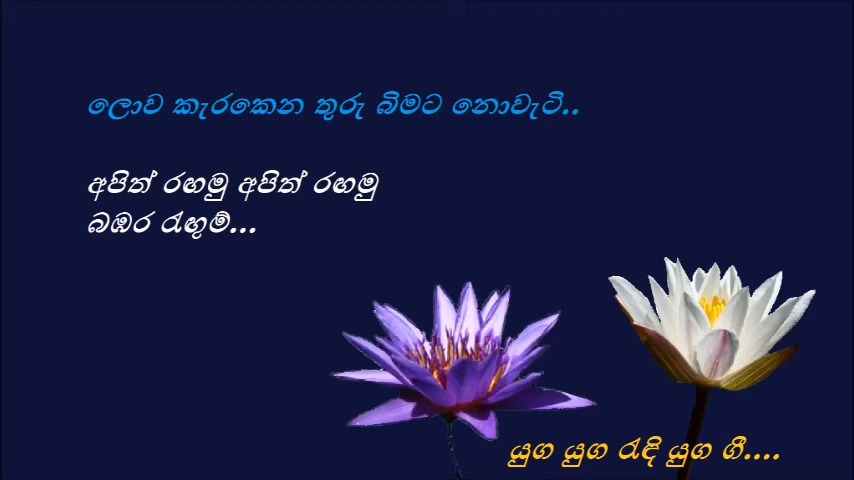 ලොව කැරකෙන තුරු බිමට නොවැටි..
අපිත් රඟමු අපිත් රඟමු
බඹර රැඟුම්...
යුග යුග රැඳි යුග ගී....